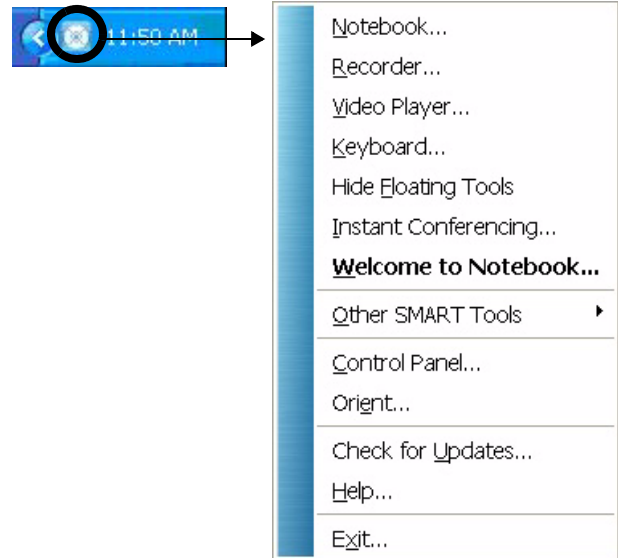 11:50 AM
Notebook...
Recorder...
Video Player...
Keyboard...
Hide Floating Tools
Instant Conferencing...
Welcome to Notebook...
Other SMART Tools
Control Panel...
Orient...
Check for Updates...
Help...
Exit...